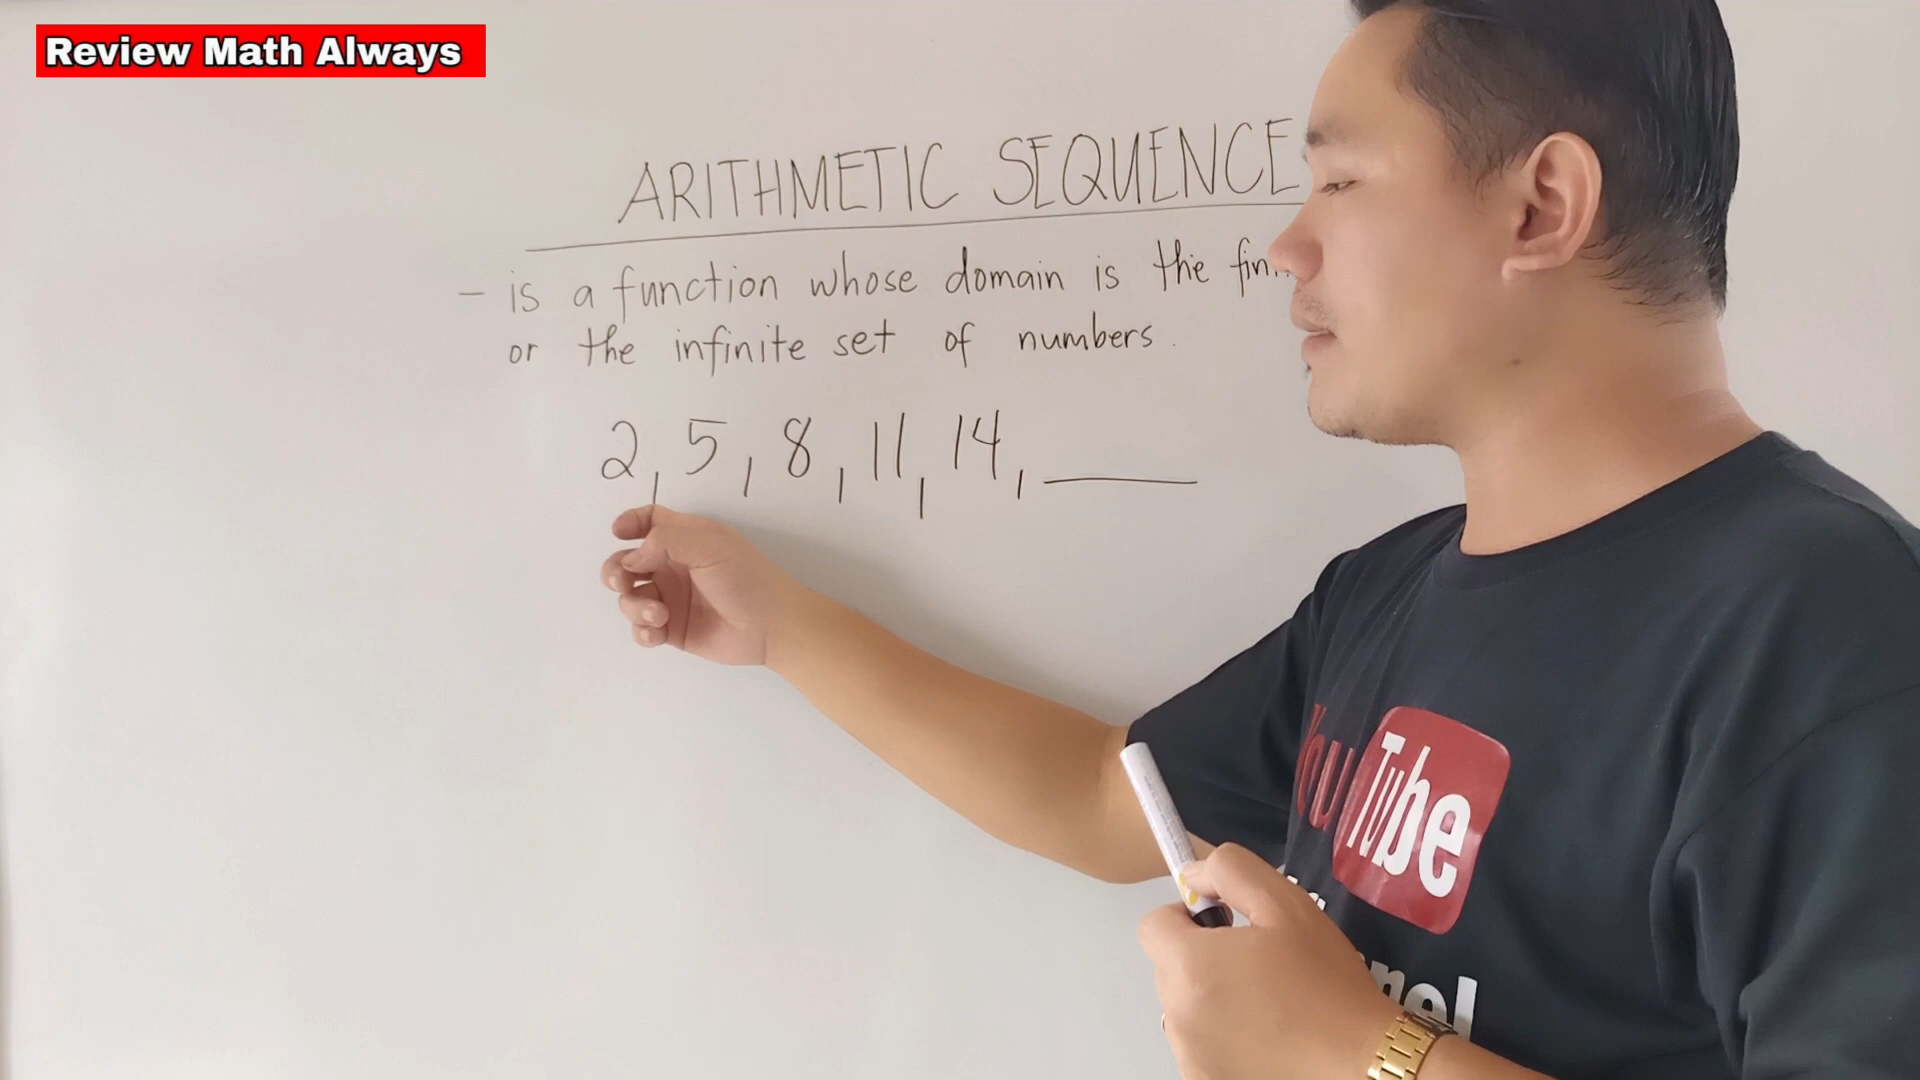 Review Math Always
ARITHMETIC SEQUENCE
- is a function whose domain is the
or the infinite set of numbers.
2, 5, 8, 11, 14, ____
YouTube